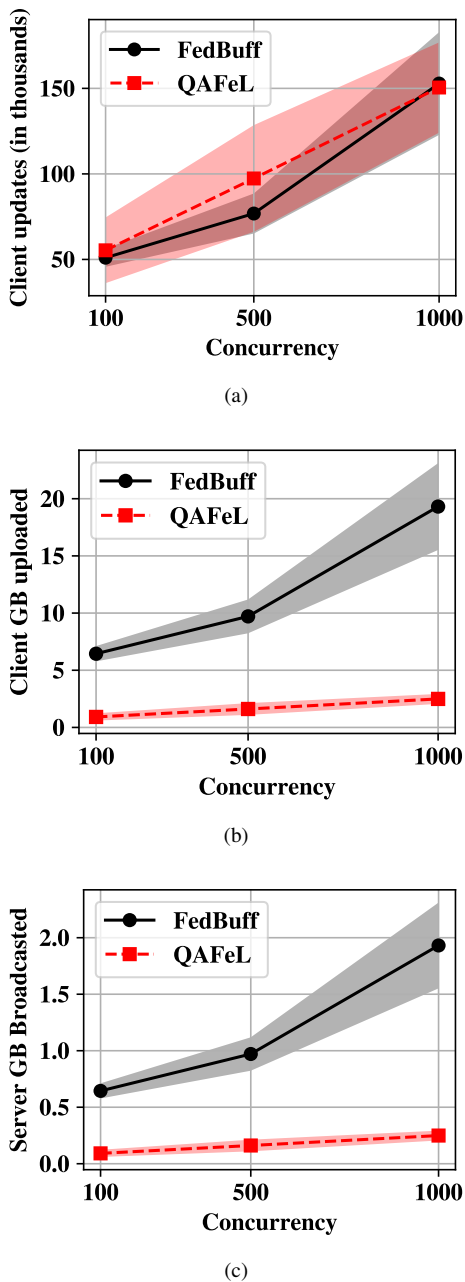 Client updates (in thousands)
FedBuff
QAFeL
150
100
50
100 500 1000
Concurrency
(a)
Client GB uploaded
FedBuff
QAFeL
20
15
10
5
0
100 500 1000
Concurrency
(b)
Server GB Broadcasted
FedBuff
QAFeL
2.0
1.5
1.0
0.5
0.0
100 500 1000
Concurrency
(c)